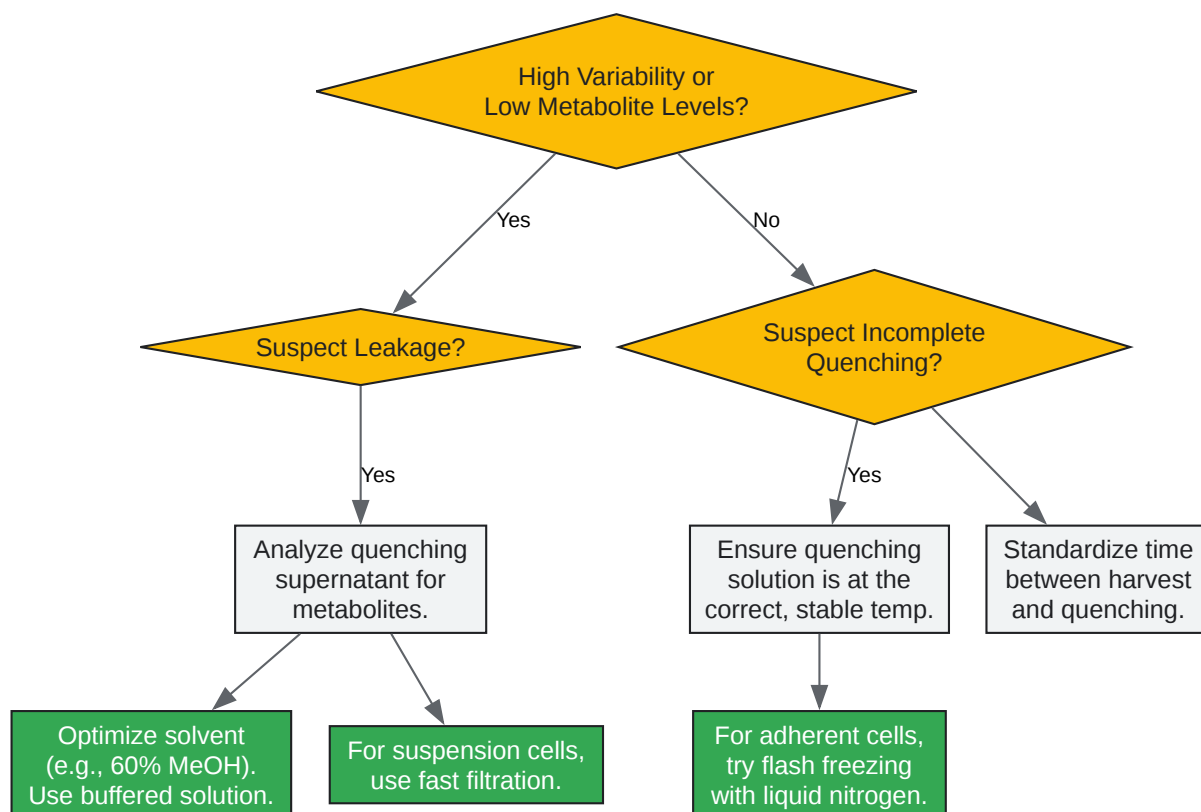 High Variability or
Low Metabolite Levels?
Yes
No
Suspect Leakage?
Suspect Incomplete
Quenching?
Yes
Yes
Analyze quenching
supernatant for
metabolites.
Ensure quenching
solution is at the
correct, stable temp.
Standardize time
between harvest
and quenching.
Optimize solvent
(e.g., 60% MeOH).
Use buffered solution.
For suspension cells,
use fast filtration.
For adherent cells,
try flash freezing
with liquid nitrogen.